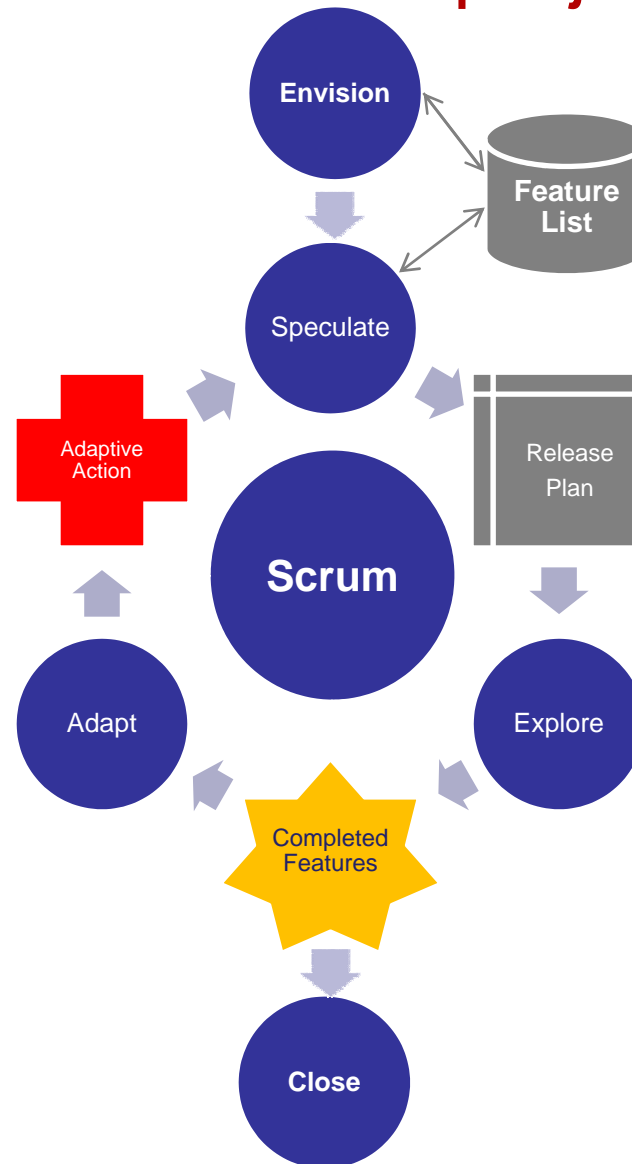 Envision
Feature
List
Speculate
Adaptive
Action
Release
Plan
Scrum
Adapt
Explore
Completed
Features
Close